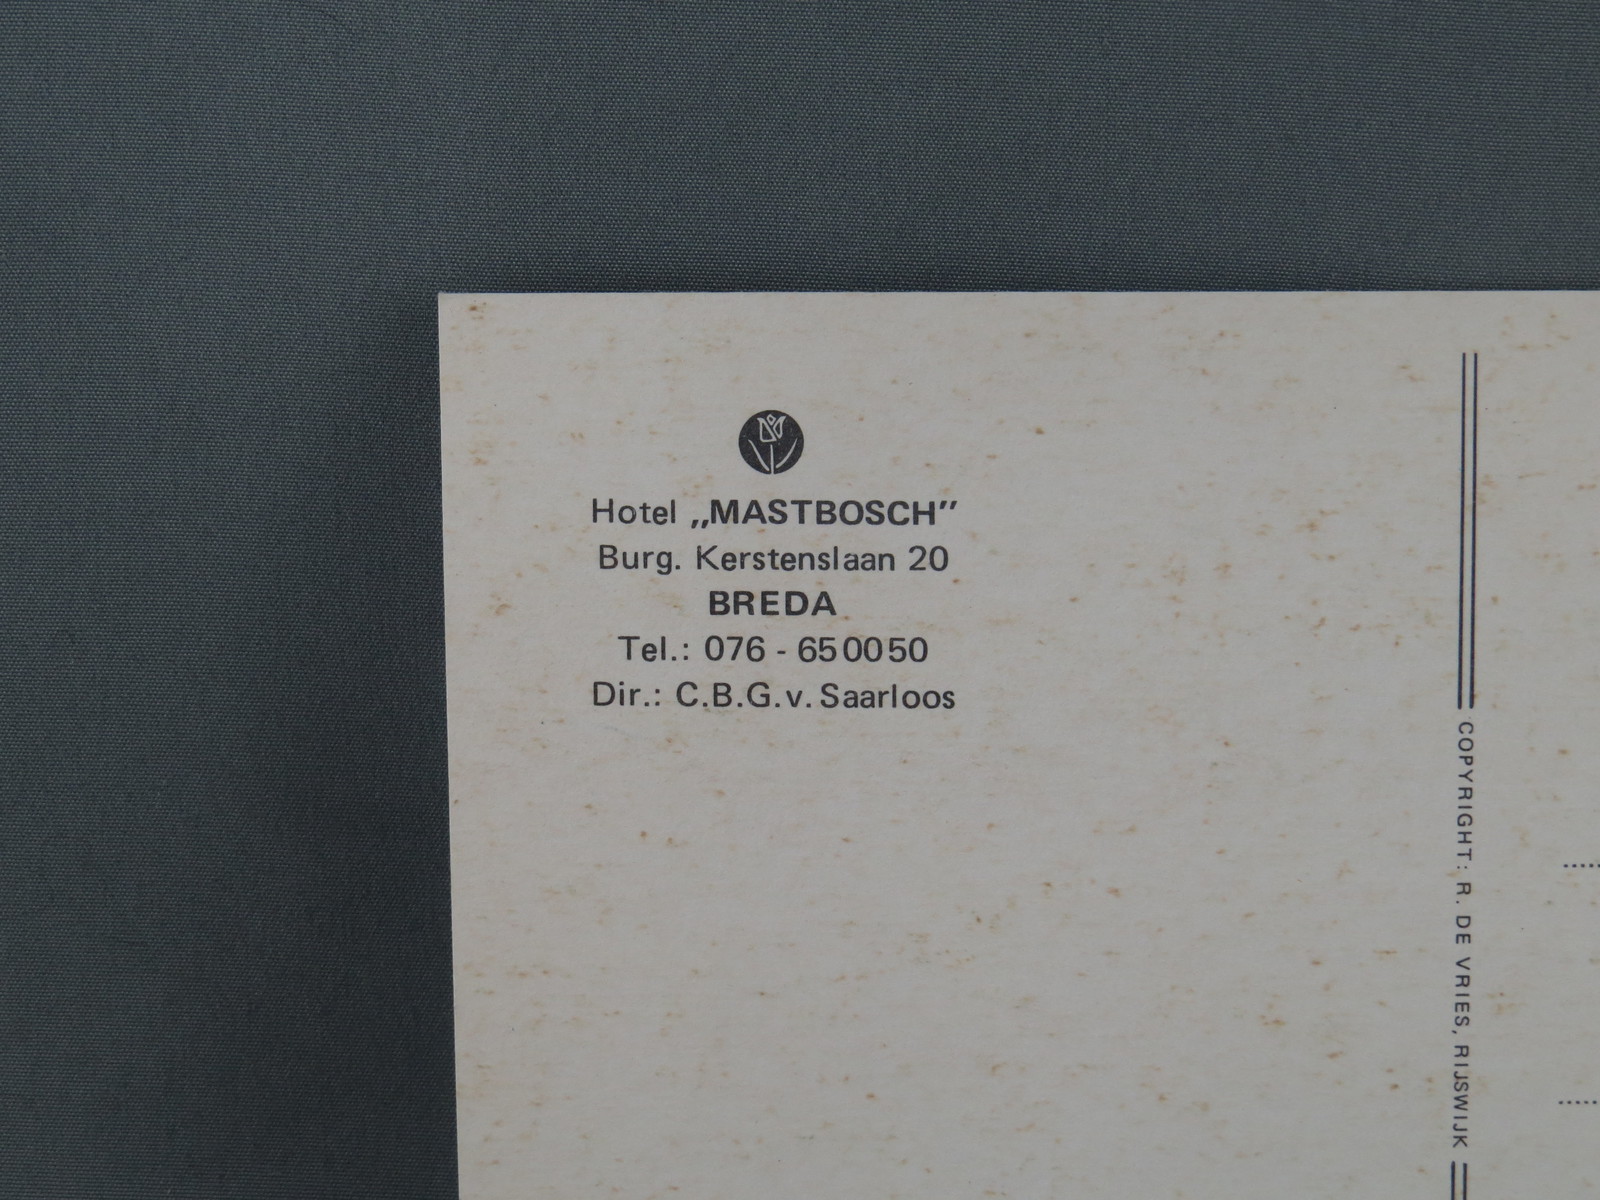 Hotel „MASTBOSCH”
Burg. Kerstenslaan 20
BREDA
Tel.: 076 - 650050
Dir.: C.B.G.v. Saarloos
COPYRIGHT: R. DE VRIES, RIJSWIJK